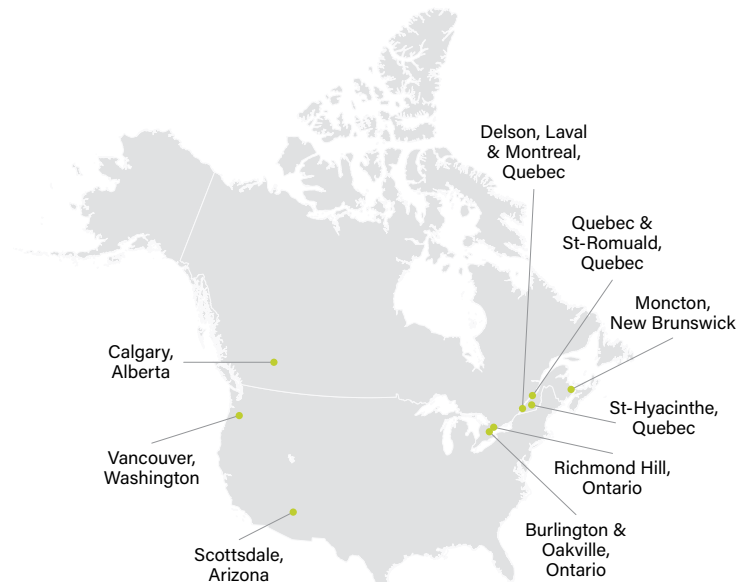 Delson, Laval
& Montreal,
Quebec
Quebec &
St-Romuald,
Quebec
Moncton,
New Brunswick
Calgary,
Alberta
St-Hyacinthe,
Quebec
Vancouver,
Washington
Richmond Hill,
Ontario
Burlington &
Oakville,
Ontario
Scottsdale,
Arizona